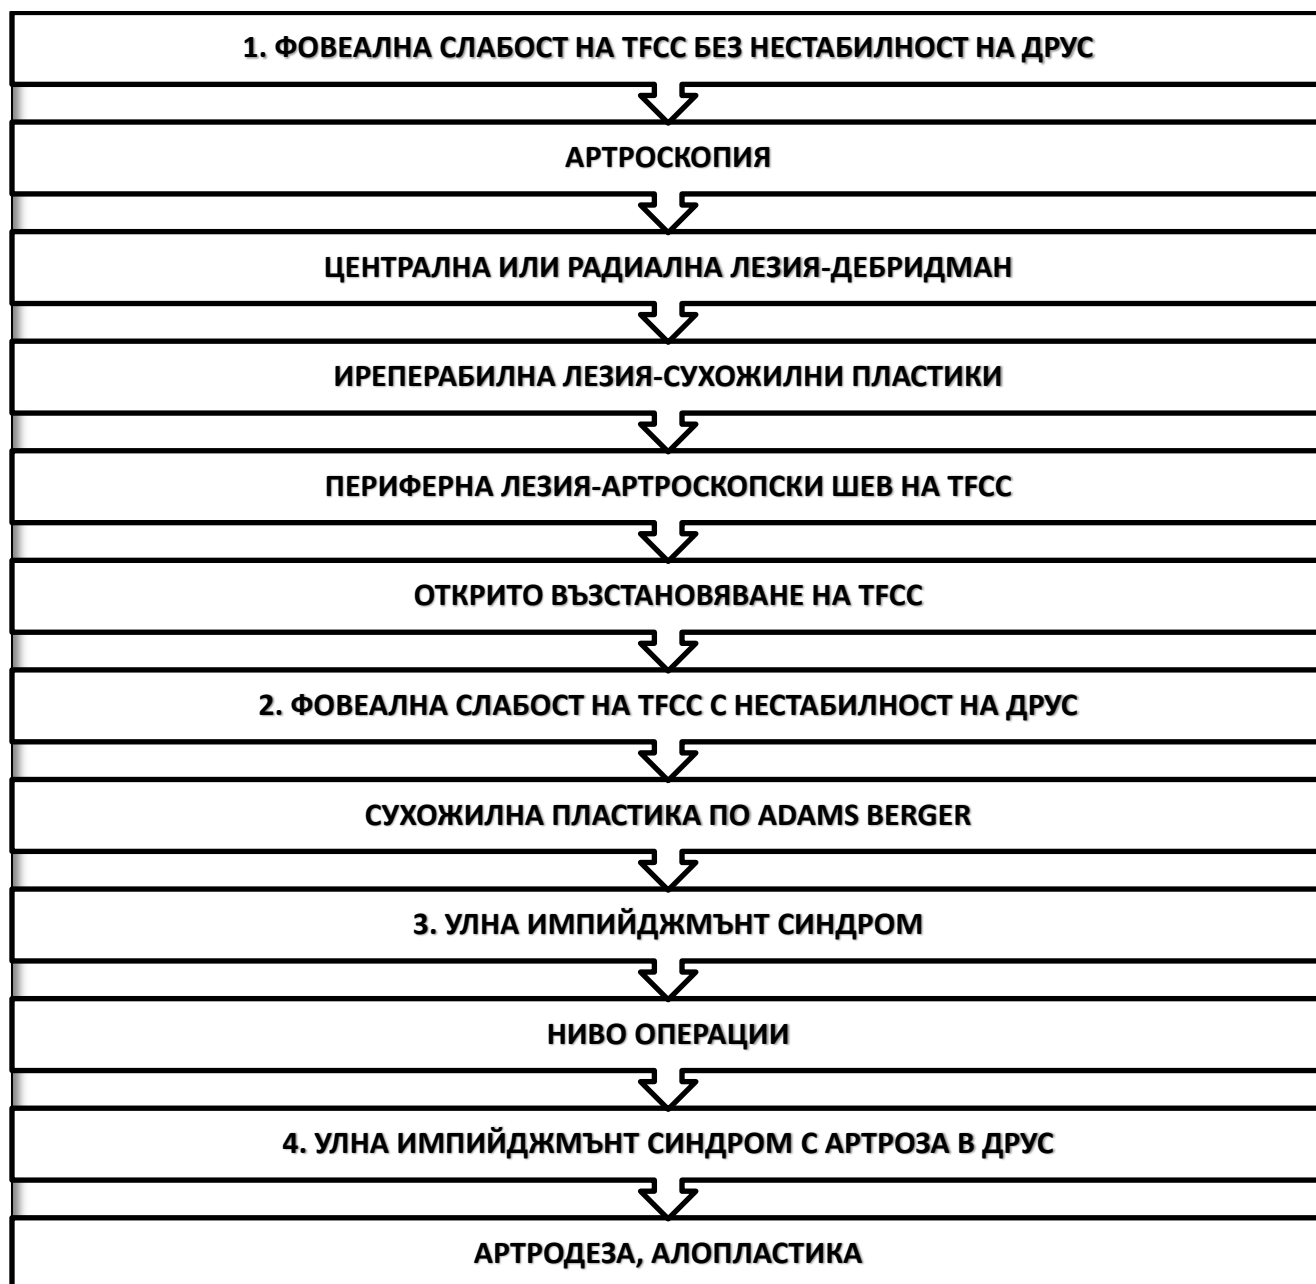 1. ФОВЕАЛНА СЛАБОСТ НА TFCC БЕЗ НЕСТАБИЛНОСТ НА ДРУС
АРТРОСКОПИЯ
ЦЕНТРАЛНА ИЛИ РАДИАЛНА ЛЕЗИЯ-ДЕБРИДМАН
ИРЕПЕРАБИЛНА ЛЕЗИЯ-СУХОЖИЛНИ ПЛАСТИКИ
ПЕРИФЕРНА ЛЕЗИЯ-АРТРОСКОПСКИ ШЕВ НА TFCC
ОТКРИТО ВЪЗСТАНОВЯВАНЕ НА TFCC
2. ФОВЕАЛНА СЛАБОСТ НА TFCC С НЕСТАБИЛНОСТ НА ДРУС
СУХОЖИЛНА ПЛАСТИКА ПО ADAMS BERGER
3. УЛНА ИМПИЙДЖМЪНТ СИНДРОМ
НИВО ОПЕРАЦИИ
4. УЛНА ИМПИЙДЖМЪНТ СИНДРОМ С АРТРОЗА В ДРУС
АРТРОДЕЗА, АЛОПЛАСТИКА